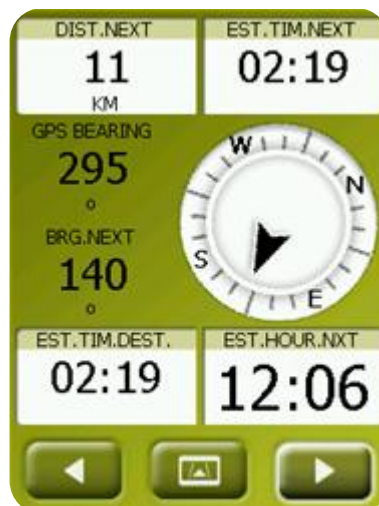 DIST.NEXT
EST.TIM.NEXT
11
KM
02:19
GPS BEARING
295
o
BRG.NEXT
140
o
W
N
S
E
EST.TIM.DEST.
EST.HOUR.NXT
02:19
12:06